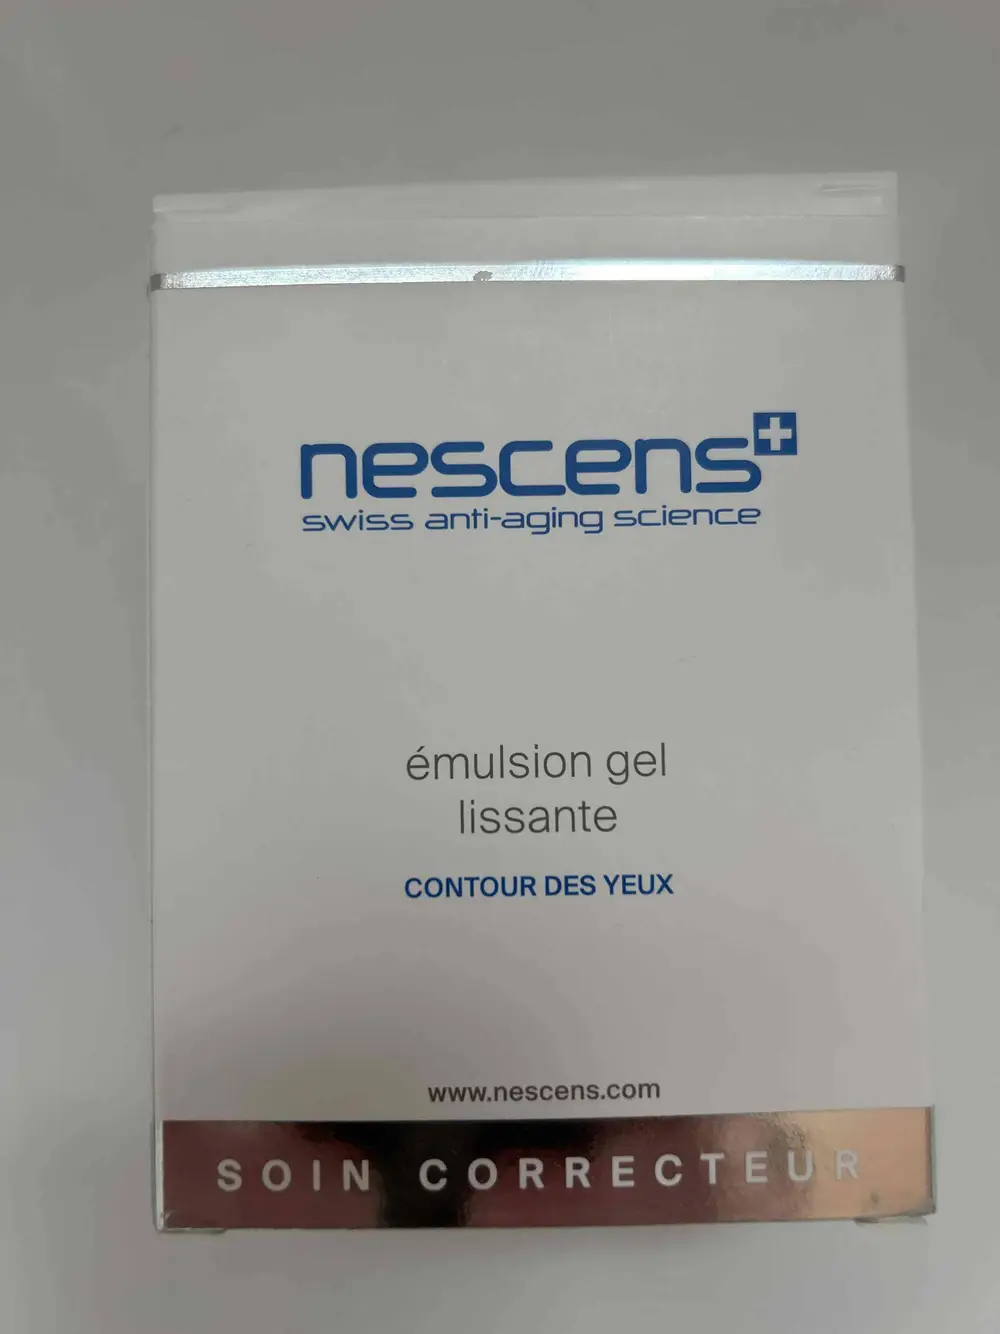 nescens
swiss anti-aging science
émulsion gel
lissante
CONTOUR DES YEUX
www.nescens.com
SOIN CORRECTEUR